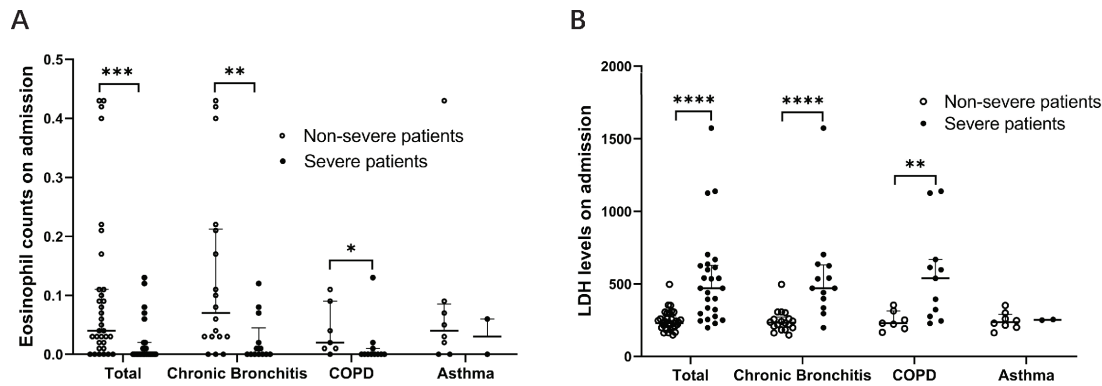 A
Eosinophil counts on admission
0.5
0.4
0.3
0.2
0.1
0.0
***
**
*
Non-severe patients
Severe patients
Total
Chronic Bronchitis
COPD
Asthma
B
LDH levels on admission
2000
1500
1000
500
0
****
****
**
Non-severe patients
Severe patients
Total
Chronic Bronchitis
COPD
Asthma